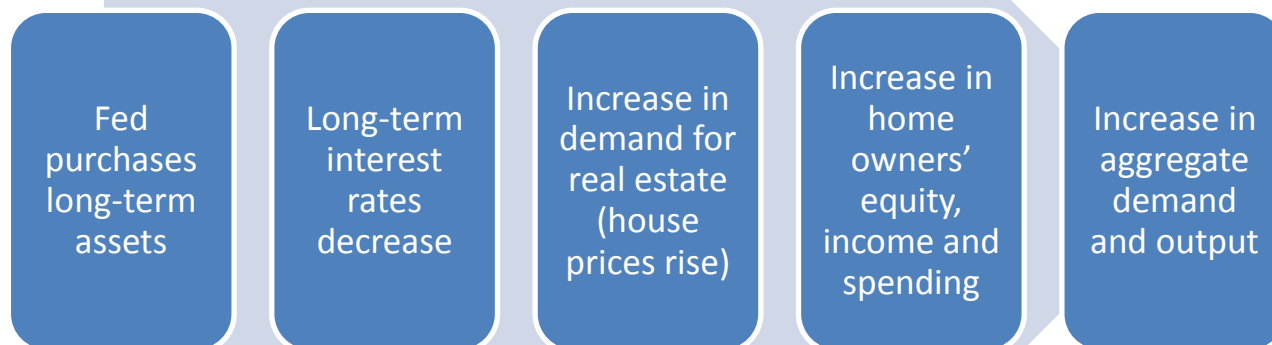 Fed
purchases
long-term
assets
Long-term
interest
rates
decrease
Increase in
demand for
real estate
(house
prices rise)
Increase in
home
owners’
equity,
income and
spending
Increase in
aggregate
demand
and output